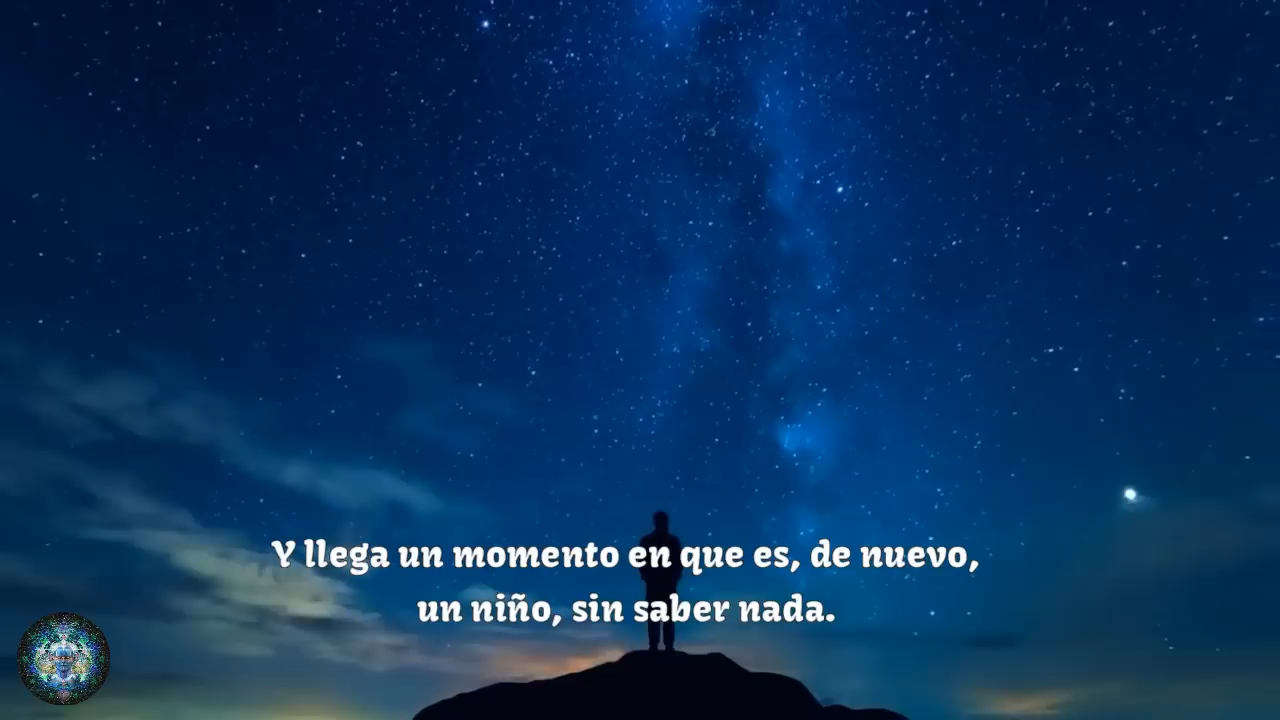 Y llega un momento en que es, de nuevo,
un niño, sin saber nada.